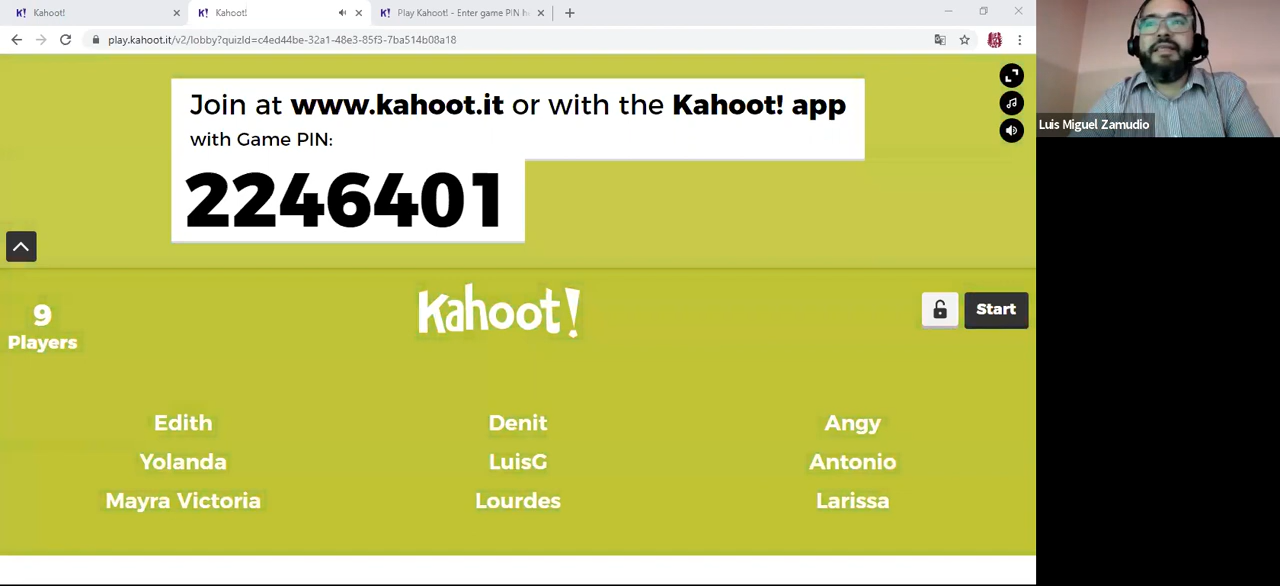 Kahoot!
Kahoot!
Play Kahoot! - Enter game PIN h
play.kahoot.it/v2/lobby?quizId=c4ed44be-32a1-48e3-85f3-7ba514b08a18
Join at www.kahoot.it or with the Kahoot! app
with Game PIN:
2246401
Luis Miguel Zamudio
9
Players
Kahoot!
Start
Edith
Denit
Angy
Yolanda
LuisG
Antonio
Mayra Victoria
Lourdes
Larissa